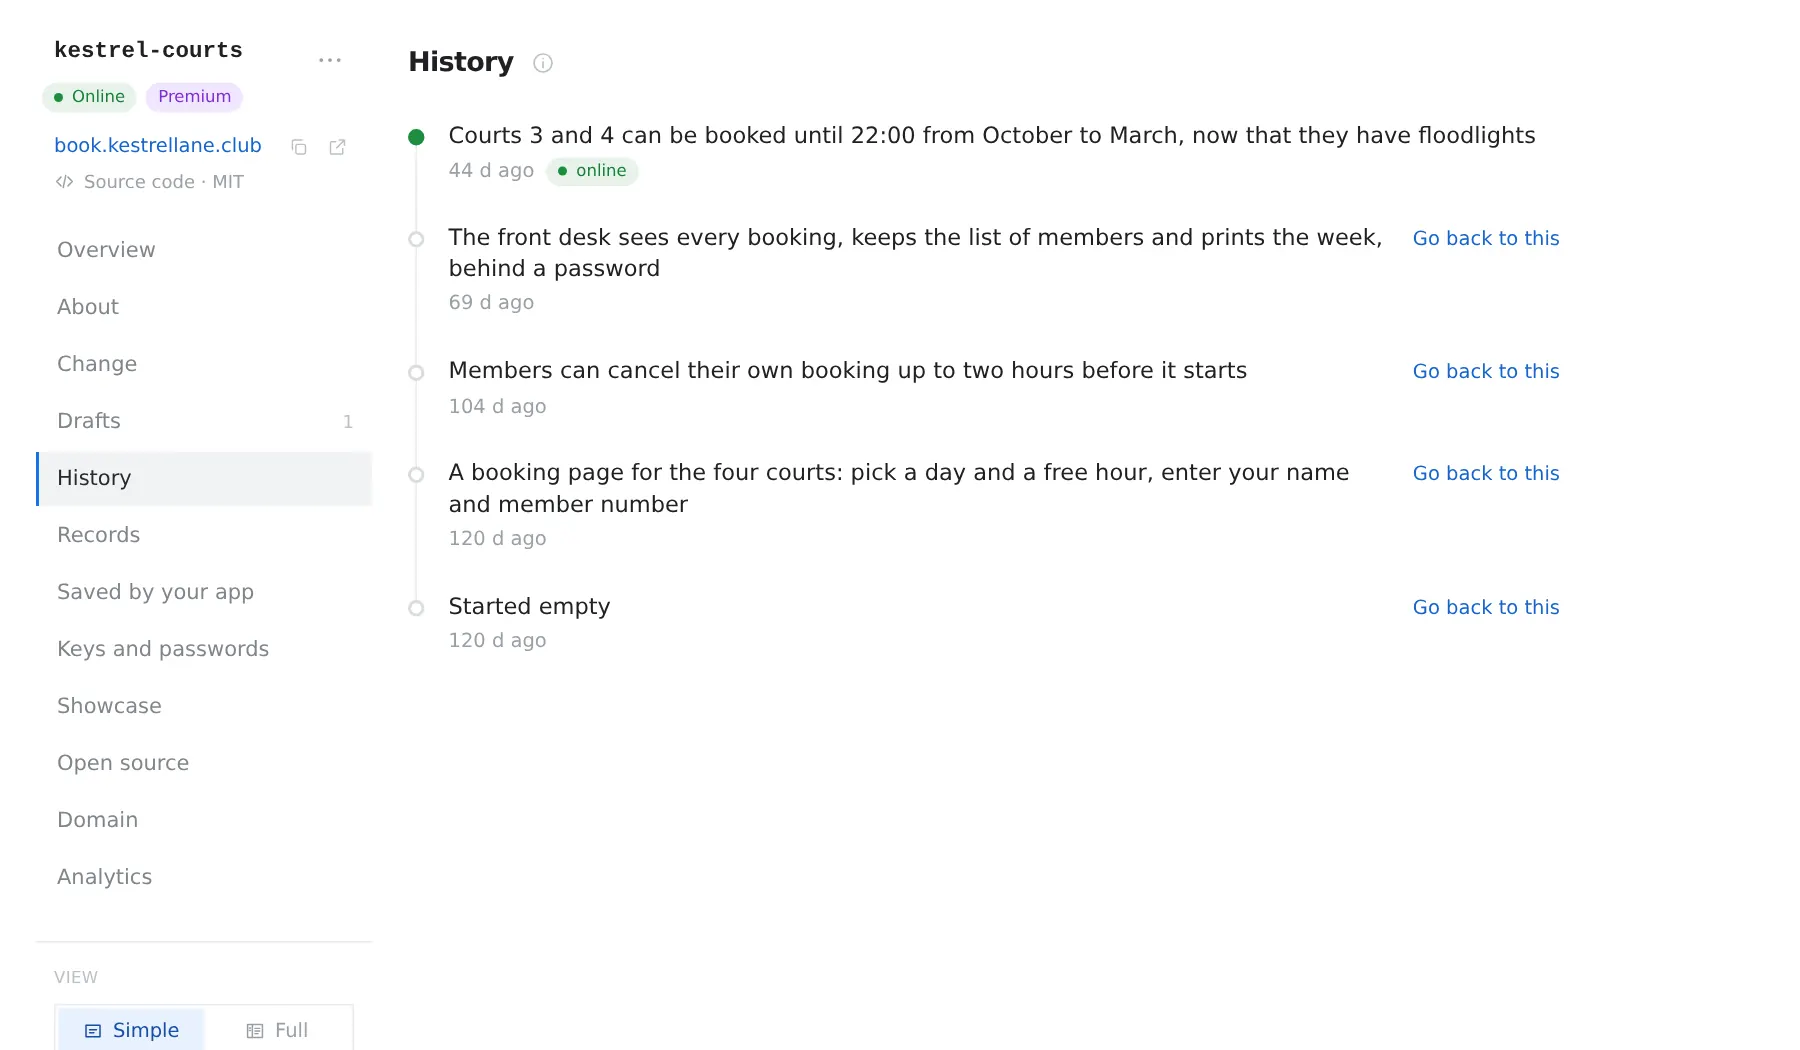 kestrel-courts
Online
Premium
book.kestrellane.club
Source code · MIT
Overview
About
Change
Drafts 1
History
Records
Saved by your app
Keys and passwords
Showcase
Open source
Domain
Analytics
VIEW
Simple
Full
History
Courts 3 and 4 can be booked until 22:00 from October to March, now that they have floodlights
44 d ago online
The front desk sees every booking, keeps the list of members and prints the week, Go back to this
behind a password
69 d ago
Members can cancel their own booking up to two hours before it starts Go back to this
104 d ago
A booking page for the four courts: pick a day and a free hour, enter your name Go back to this
and member number
120 d ago
Started empty Go back to this
120 d ago